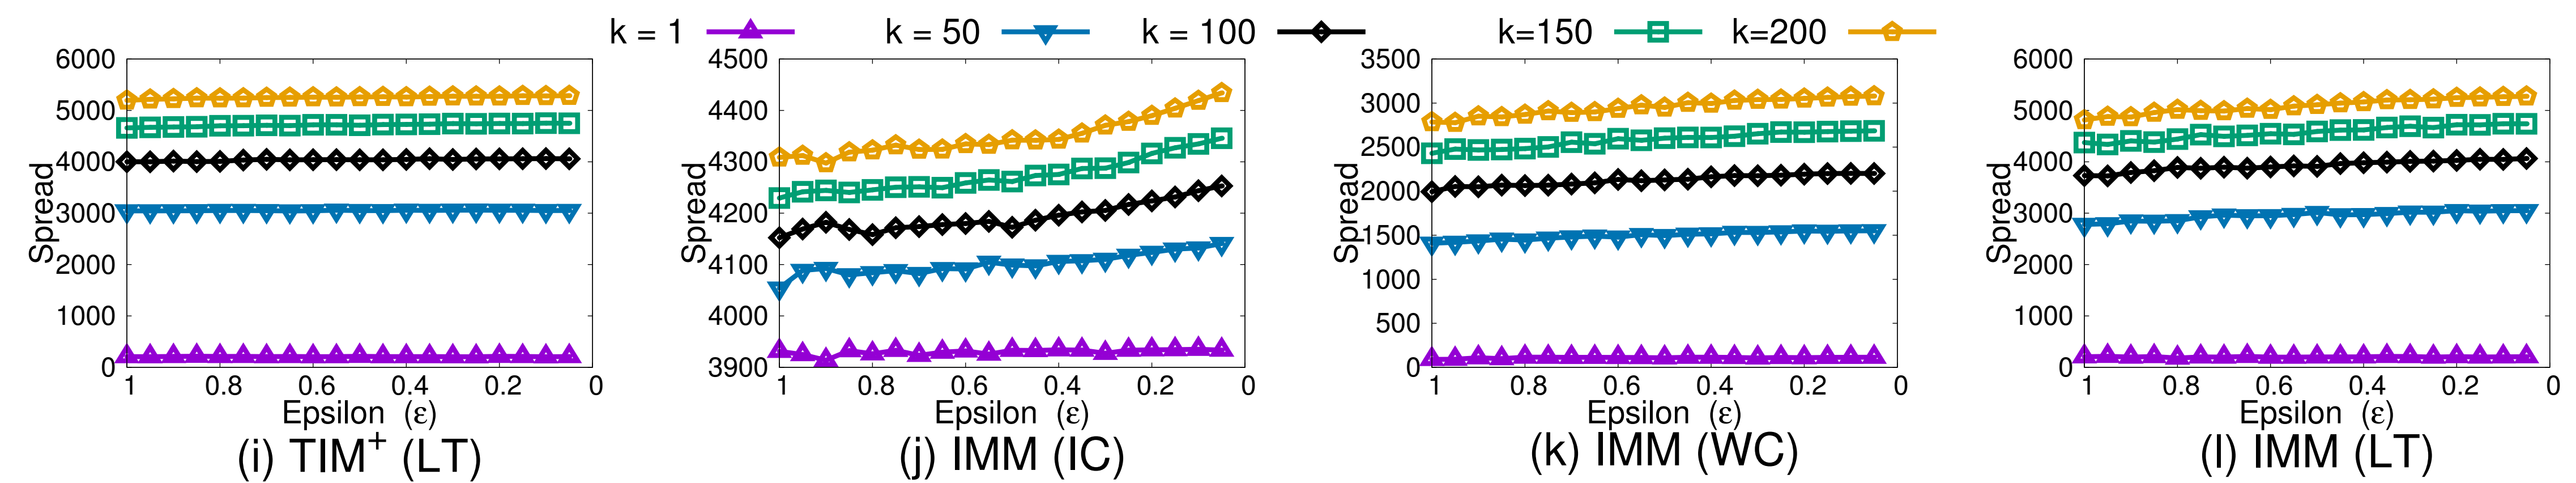 k = 1 k = 50 k = 100 k=150 k=200
6000
5000
4000
3000
2000
1000
0
Spread
1 0.8 0.6 0.4 0.2 0
Epsilon (ε)
(i) TIM+ (LT)
4500
4400
4300
4200
4100
4000
3900
Spread
1 0.8 0.6 0.4 0.2 0
Epsilon (ε)
(j) IMM (IC)
3500
3000
2500
2000
1500
1000
500
0
Spread
1 0.8 0.6 0.4 0.2 0
Epsilon (ε)
(k) IMM (WC)
6000
5000
4000
3000
2000
1000
0
Spread
1 0.8 0.6 0.4 0.2 0
Epsilon (ε)
(l) IMM (LT)